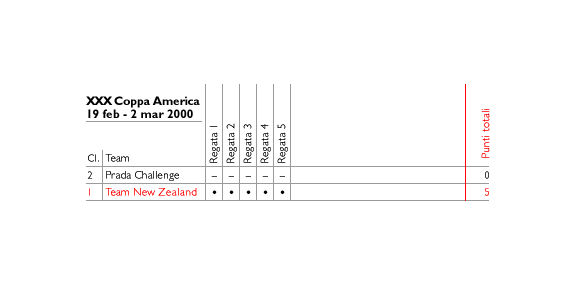 XXX Coppa America
19 feb - 2 mar 2000
Cl. Team Regata 1 Regata 2 Regata 3 Regata 4 Regata 5 Punti totali
2 Prada Challenge – – – – – 0
1 Team New Zealand • • • • • 5